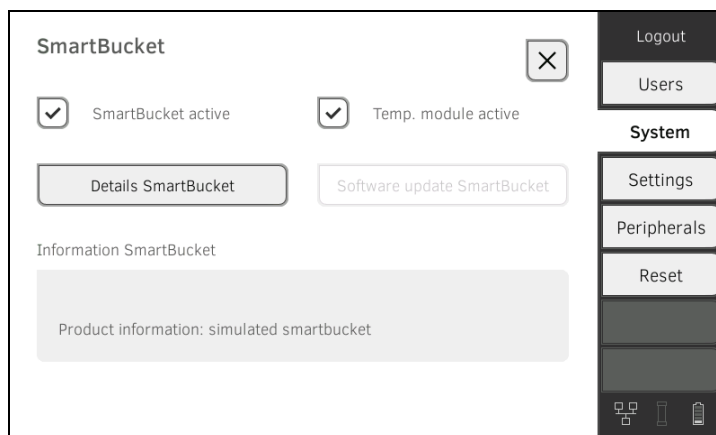 SmartBucket
SmartBucket active
Temp. module active
Details SmartBucket
Software update SmartBucket
Information SmartBucket
Product information: simulated smartbucket
Logout
Users
System
Settings
Peripherals
Reset